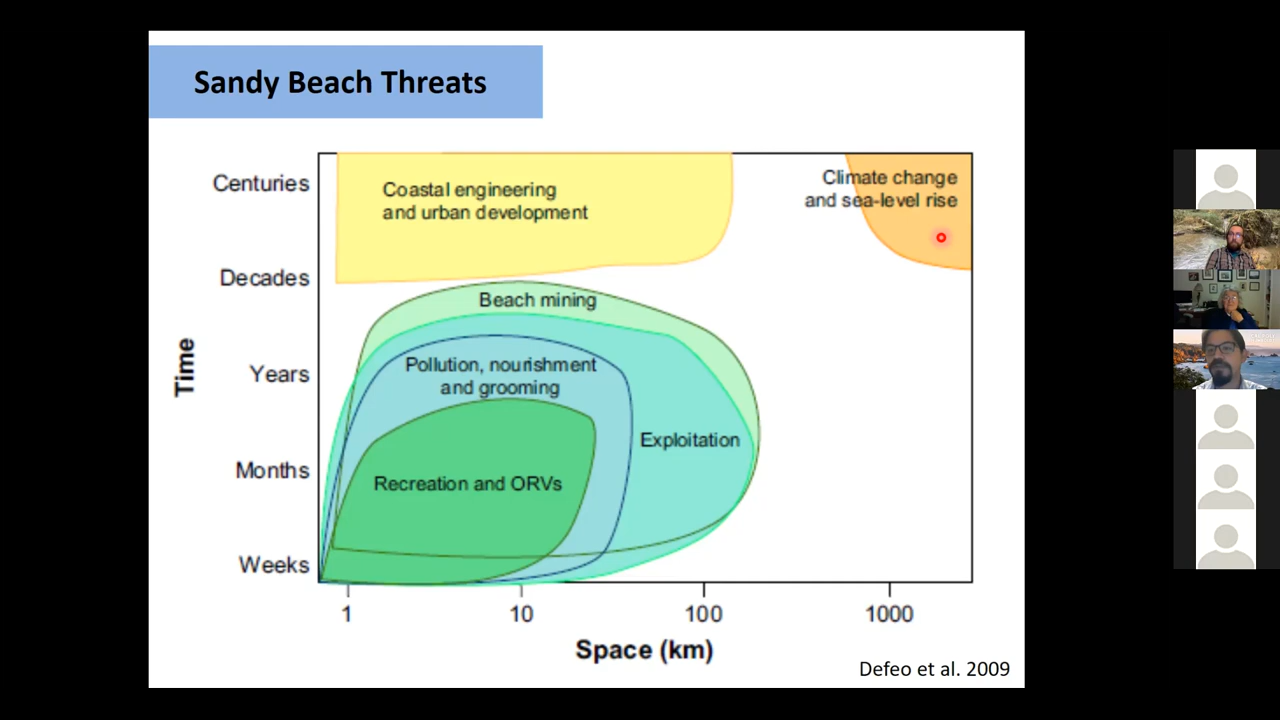 Sandy Beach Threats
Centuries
Decades
Years
Months
Weeks
Time
Coastal engineering
and urban development
Climate change
and sea-level rise
Beach mining
Pollution, nourishment
and grooming
Exploitation
Recreation and ORVs
1
10
100
1000
Space (km)
Defeo et al. 2009